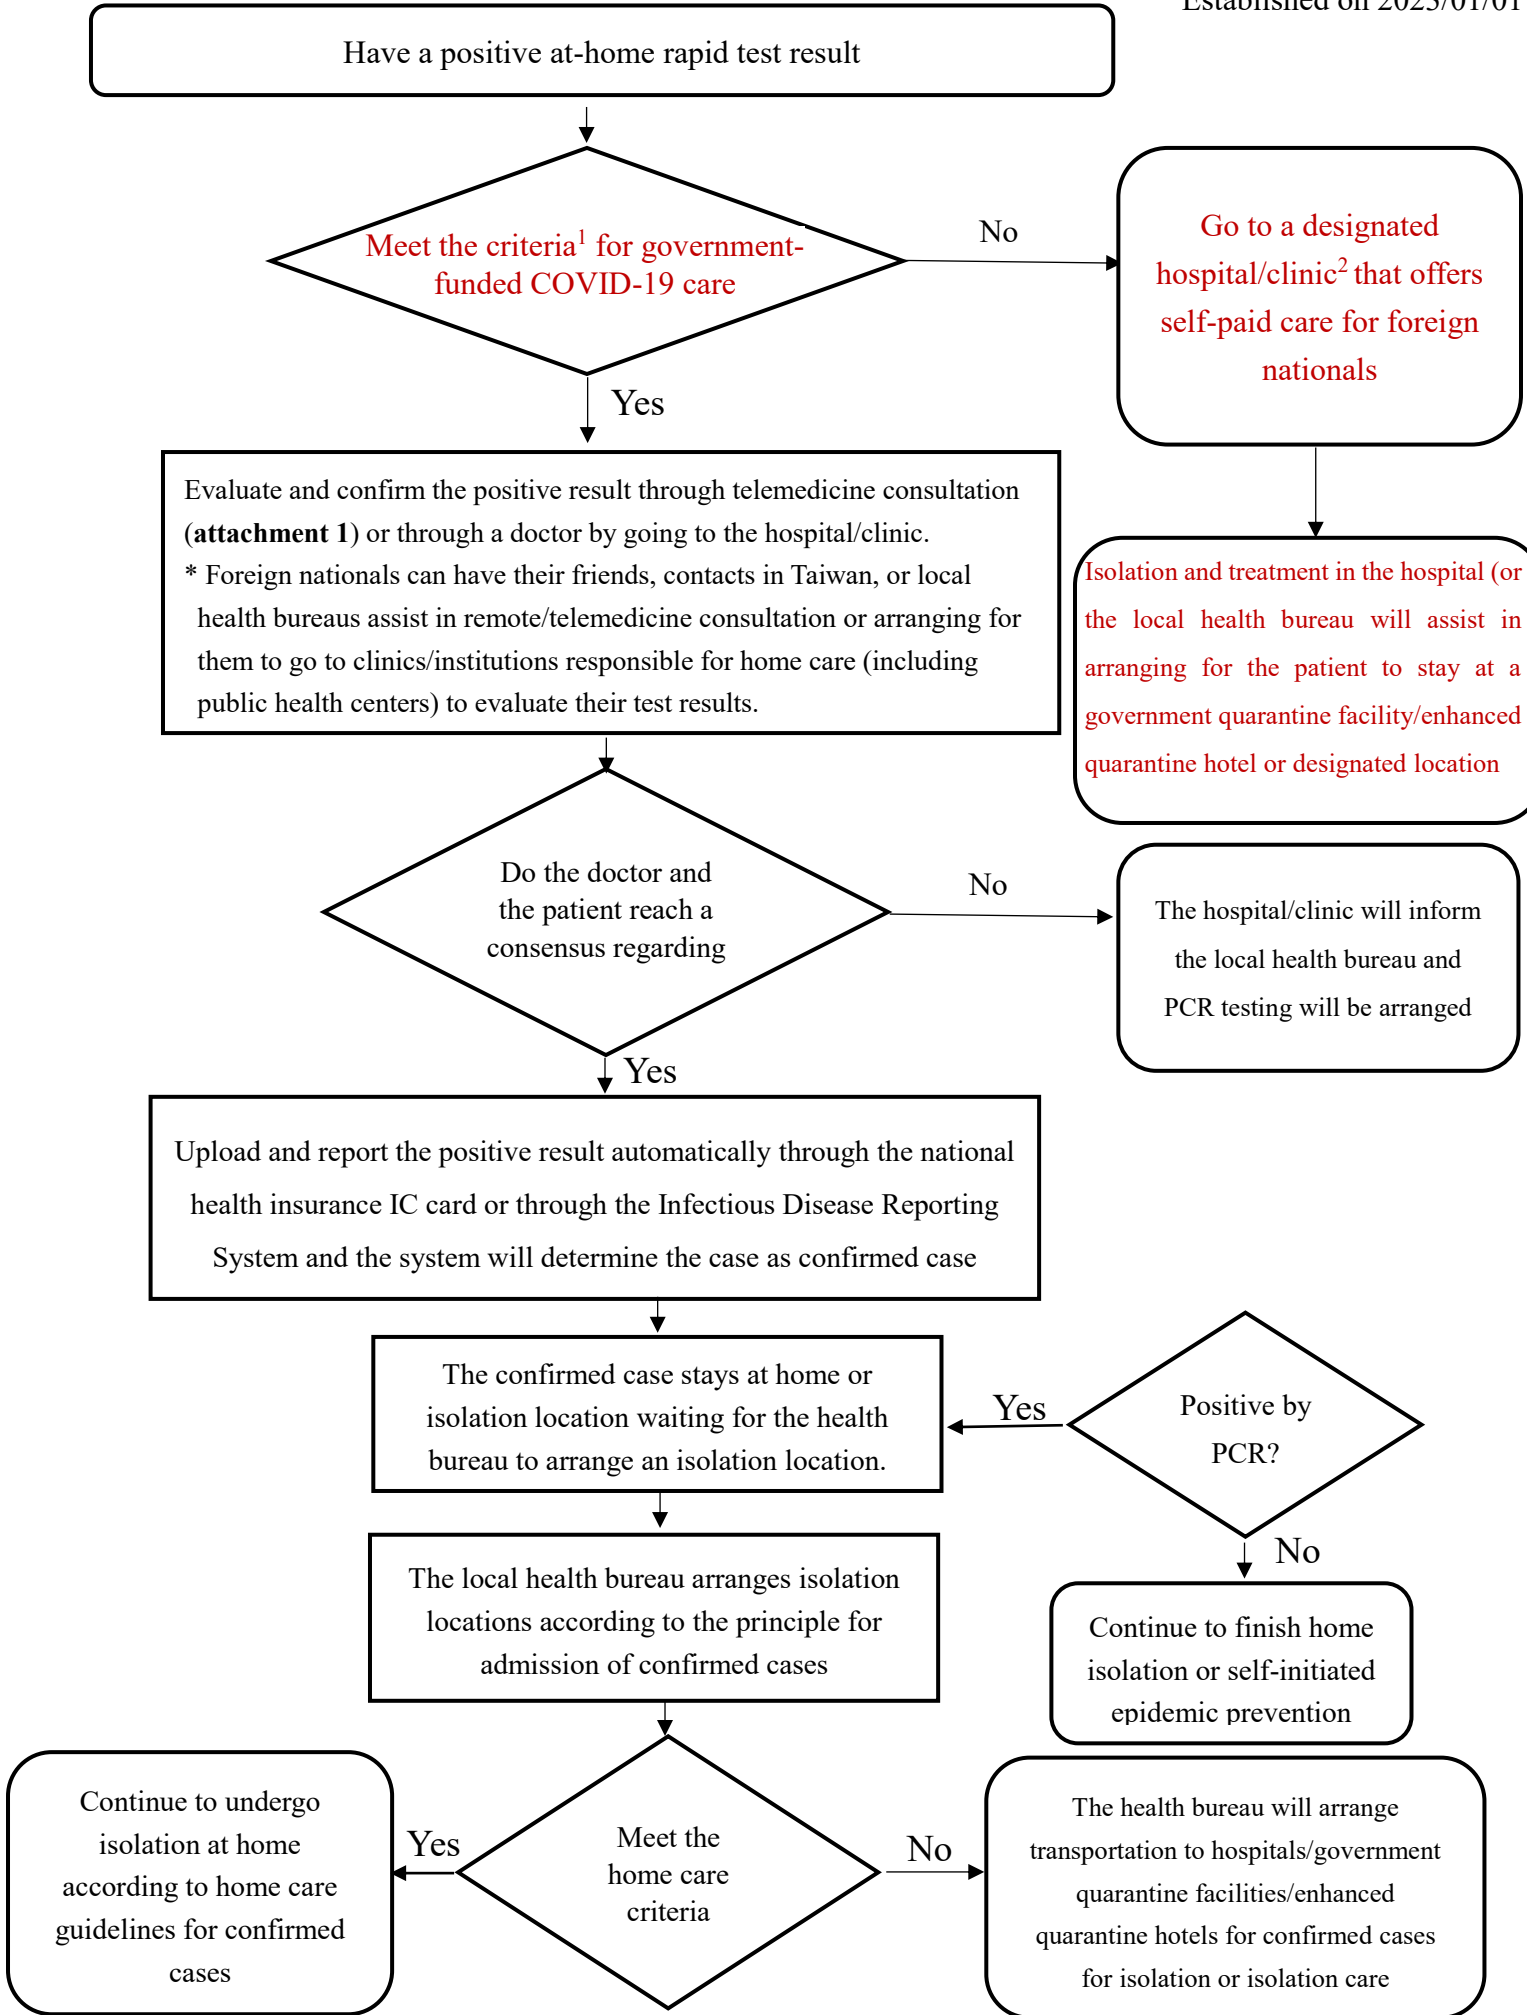 Established on 2023/01/01
Have a positive at-home rapid test result
Meet the criteria1 for government-
funded COVID-19 care
No
Go to a designated
hospital/clinic2 that offers
self-paid care for foreign
nationals
Yes
Evaluate and confirm the positive result through telemedicine consultation
(attachment 1) or through a doctor by going to the hospital/clinic.
* Foreign nationals can have their friends, contacts in Taiwan, or local
health bureaus assist in remote/telemedicine consultation or arranging for
them to go to clinics/institutions responsible for home care (including
public health centers) to evaluate their test results.
Isolation and treatment in the hospital (or
the local health bureau will assist in
arranging for the patient to stay at a
government quarantine facility/enhanced
quarantine hotel or designated location
Do the doctor and
the patient reach a
consensus regarding
No
The hospital/clinic will inform
the local health bureau and
PCR testing will be arranged
Yes
Upload and report the positive result automatically through the national
health insurance IC card or through the Infectious Disease Reporting
System and the system will determine the case as confirmed case
The confirmed case stays at home or
isolation location waiting for the health
bureau to arrange an isolation location.
Yes
Positive by
PCR?
No
The local health bureau arranges isolation
locations according to the principle for
admission of confirmed cases
Continue to finish home
isolation or self-initiated
epidemic prevention
Continue to undergo
isolation at home
according to home care
guidelines for confirmed
cases
Yes
Meet the
home care
criteria
No
The health bureau will arrange
transportation to hospitals/government
quarantine facilities/enhanced
quarantine hotels for confirmed cases
for isolation or isolation care